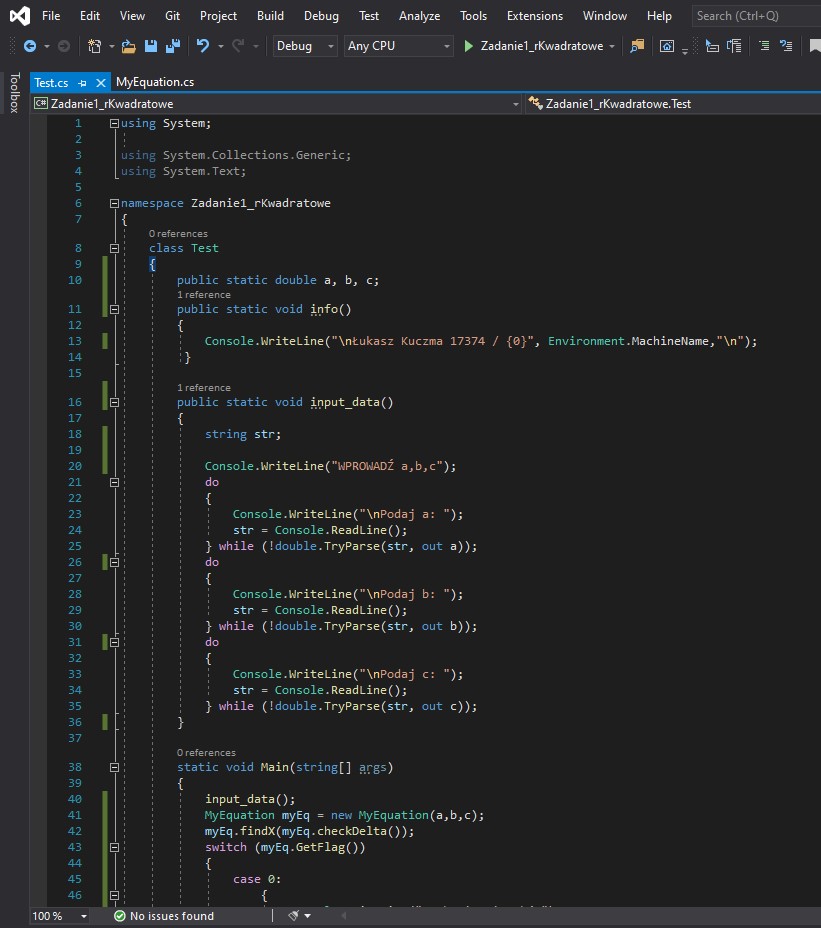 File Edit View Git Project Build Debug Test Analyze Tools Extensions Window Help Search (Ctrl+Q)
Debug Any CPU Zadanie1_rKwadratowe
Toolbox
Test.cs MyEquation.cs
C# Zadanie1_rKwadratowe Zadanie1_rKwadratowe.Test
1 using System;
2
3 using System.Collections.Generic;
4 using System.Text;
5
6 namespace Zadanie1_rKwadratowe
7 {
0 references
8 class Test
9 {
10 public static double a, b, c;
1 reference
11 public static void info()
12 {
13 Console.WriteLine("\nŁukasz Kuczma 17374 / {0}", Environment.MachineName,"\n");
14 }
15
1 reference
16 public static void input_data()
17 {
18 string str;
19
20 Console.WriteLine("WPROWADŹ a,b,c");
21 do
22 {
23 Console.WriteLine("\nPodaj a: ");
24 str = Console.ReadLine();
25 } while (!double.TryParse(str, out a));
26 do
27 {
28 Console.WriteLine("\nPodaj b: ");
29 str = Console.ReadLine();
30 } while (!double.TryParse(str, out b));
31 do
32 {
33 Console.WriteLine("\nPodaj c: ");
34 str = Console.ReadLine();
35 } while (!double.TryParse(str, out c));
36 }
37
0 references
38 static void Main(string[] args)
39 {
40 input_data();
41 MyEquation myEq = new MyEquation(a,b,c);
42 myEq.findX(myEq.checkDelta());
43 switch (myEq.GetFlag())
44 {
45 case 0:
46 {
100 % No issues found